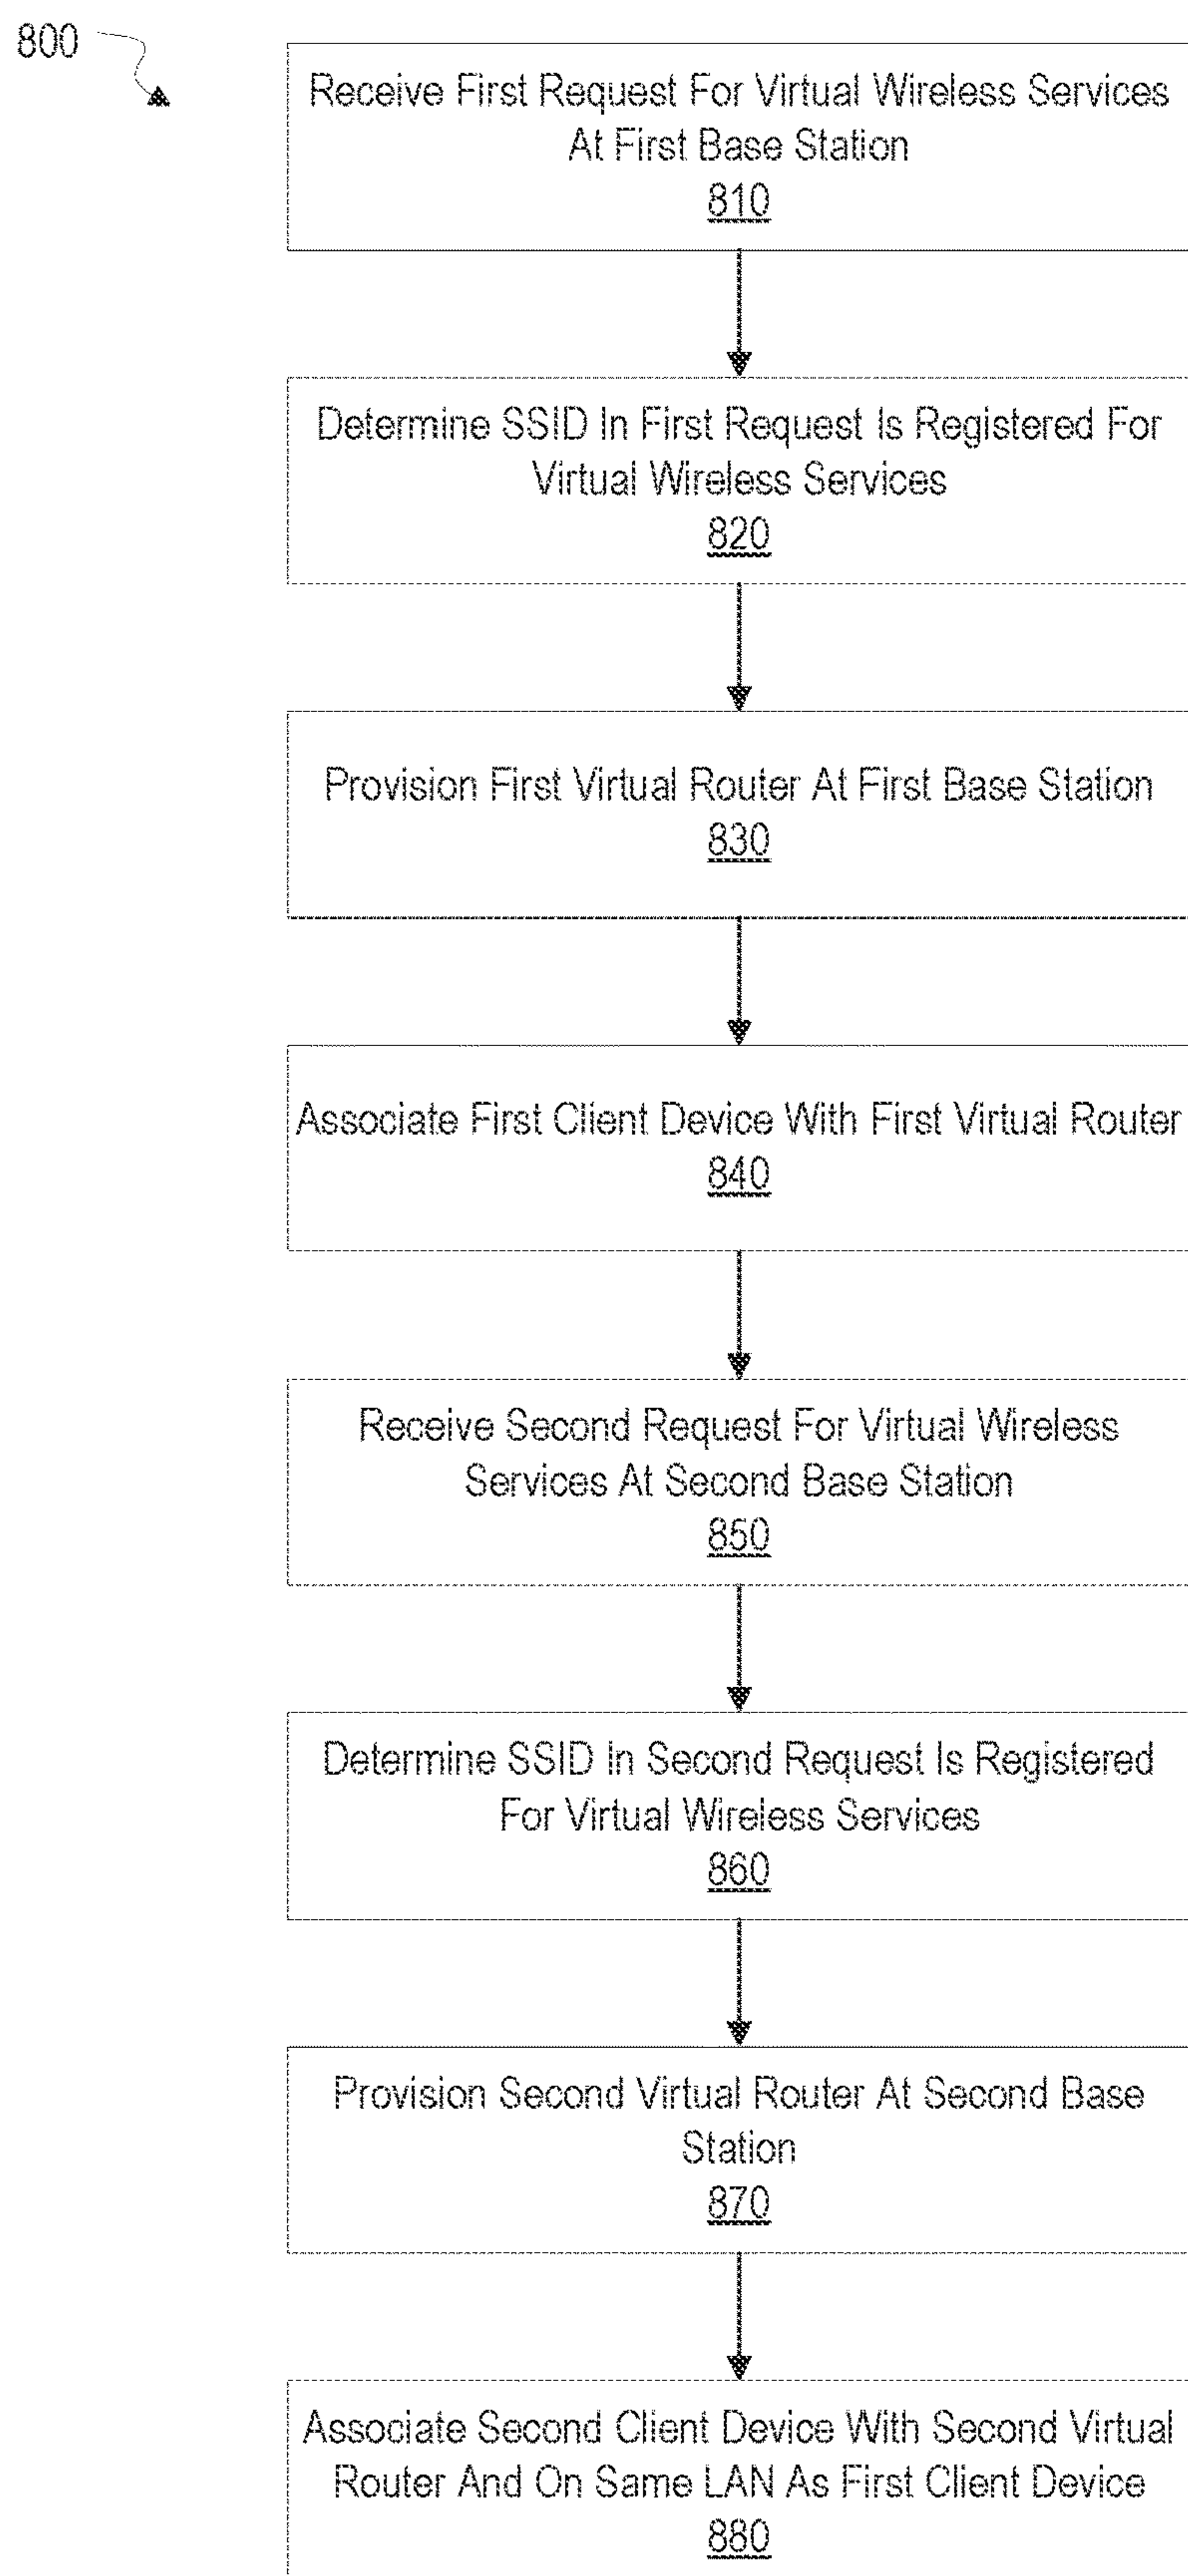 800
Receive First Request For Virtual Wireless Services
At First Base Station
810
Determine SSID In First Request Is Registered For
Virtual Wireless Services
820
Provision First Virtual Router At First Base Station
830
Associate First Client Device With First Virtual Router
840
Receive Second Request For Virtual Wireless
Services At Second Base Station
850
Determine SSID In Second Request Is Registered
For Virtual Wireless Services
860
Provision Second Virtual Router At Second Base
Station
870
Associate Second Client Device With Second Virtual
Router And On Same LAN As First Client Device
880